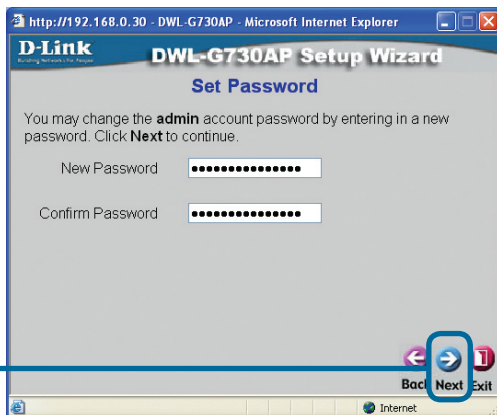 http://192.168.0.30 - DWL-G730AP - Microsoft Internet Explorer
D-Link
Building Networks for People
DWL-G730AP Setup Wizard
Set Password
You may change the admin account password by entering in a new
password. Click Next to continue.
New Password ●●●●●●●●●●●●●●●
Confirm Password ●●●●●●●●●●●●●●●
Back Next Exit
Internet